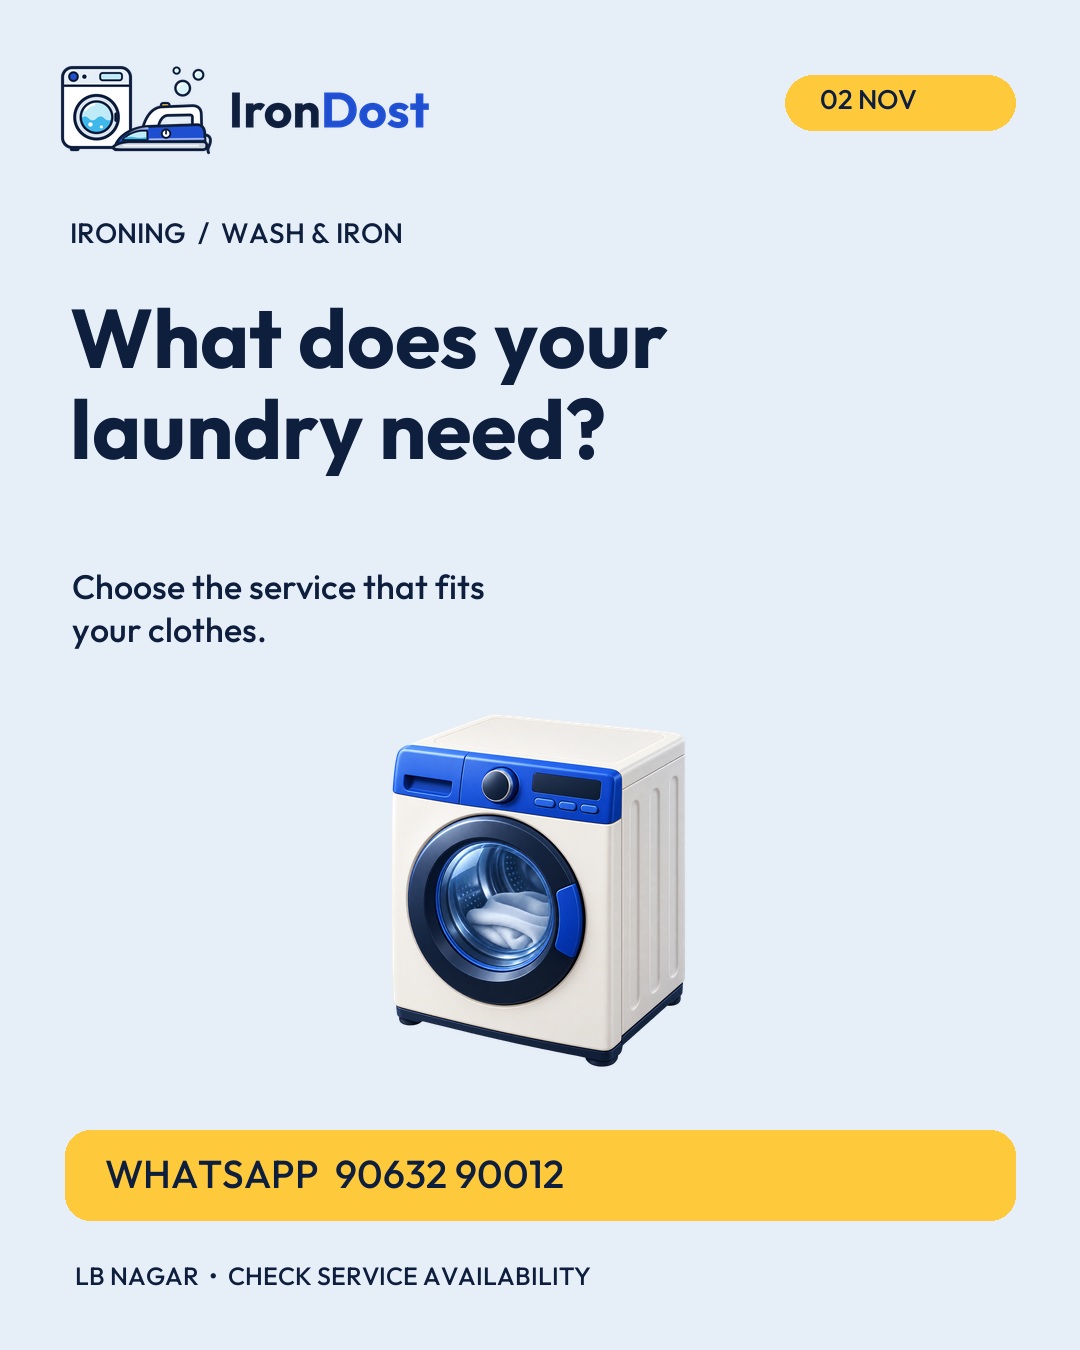 IronDost
02 NOV
IRONING / WASH & IRON
What does your
laundry need?
Choose the service that fits
your clothes.
WHATSAPP 90632 90012
LB NAGAR • CHECK SERVICE AVAILABILITY